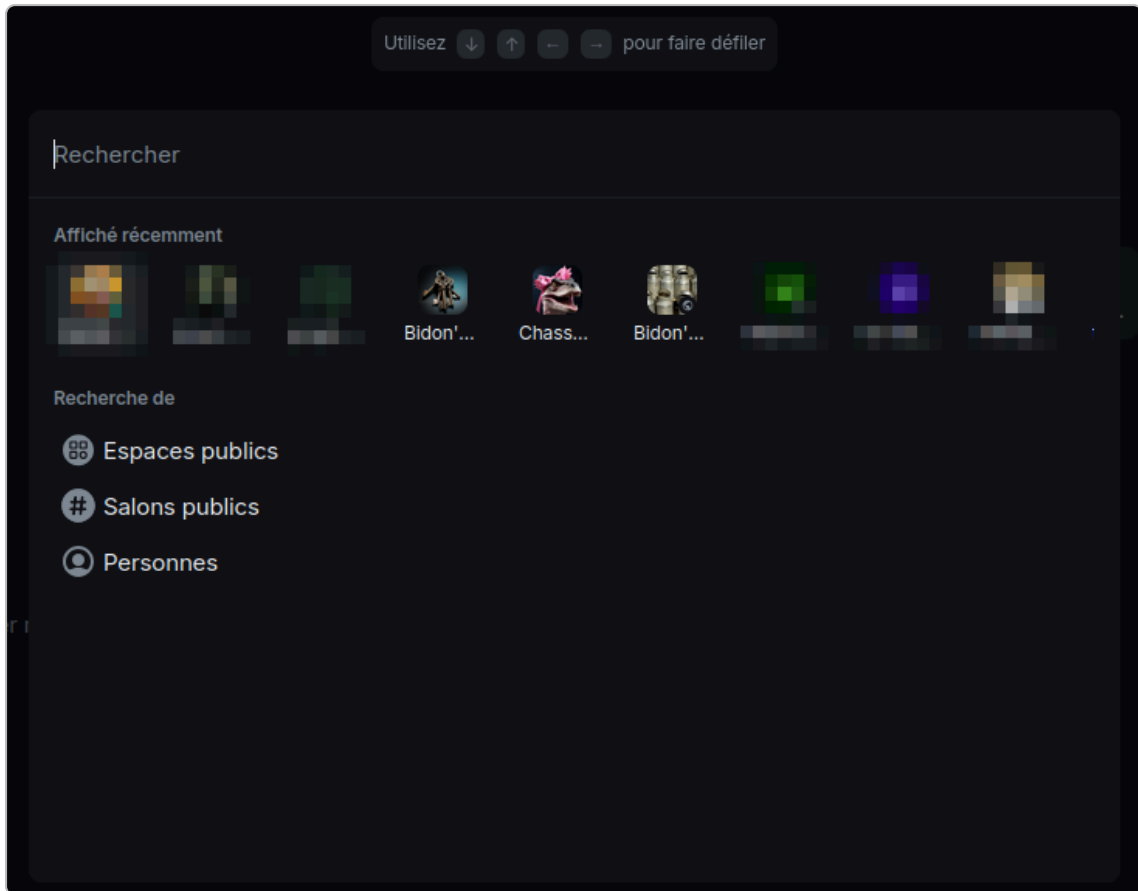 Utilisez ↓ ↑ ← → pour faire défiler
Rechercher
Affiché récemment
Bidon'... Chass... Bidon'...
Recherche de
Espaces publics
# Salons publics
Personnes